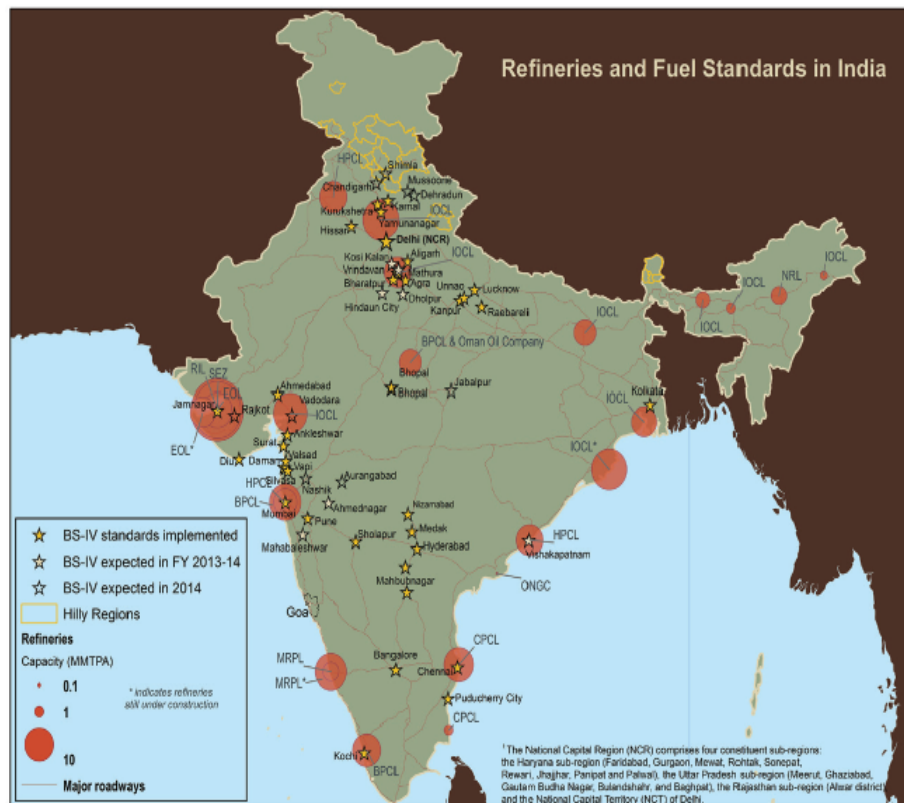 Refineries and Fuel Standards in India
HPCL
Shimla
Chandigarh
Mussoorie
Dehradun
Karnal
Kurukshetra
IOCL
Yamunanagar
Hissar
Delhi (NCR)
Kosi Kalan
Aligarh
IOCL
Vrindavan
Mathura
Bharatpur
Agra
Hindaun City
Dholpur
Unnao
Lucknow
Kanpur
Raebareli
IOCL
NRL
IOCL
IOCL
IOCL
IOCL
BPCL & Oman Oil Company
Bhopal
Bhopal
Jabalpur
RIL
SEZ
EOL
Jamnagar
Rajkot
EOL*
Ahmedabad
Vadodara
IOCL
Ankleshwar
Surat
Diu
Daman
Valsad
Vapi
Silvasa
IOCL
Kolkata
IOCL*
HPCL
BPCL
Mumbai
Nashik
Aurangabad
Ahmednagar
Pune
Mahabaleshwar
Sholapur
Nizamabad
Medak
Hyderabad
Mahbubnagar
HPCL
Vishakapatnam
ONGC
Goa
MRPL
MRPL*
Bangalore
CPCL
Chennai
Puducherry City
CPCL
Kochi
BPCL
BS-IV standards implemented
BS-IV expected in FY 2013-14
BS-IV expected in 2014
Hilly Regions
Refineries
Capacity (MMTPA)
0.1
1
10
* indicates refineries
still under construction
Major roadways
¹ The National Capital Region (NCR) comprises four constituent sub-regions:
the Haryana sub-region (Faridabad, Gurgaon, Mewat, Rohtak, Sonepat,
Rewari, Jhajjhar, Panipat and Palwal), the Uttar Pradesh sub-region (Meerut, Ghaziabad,
Gautam Budha Nagar, Bulandshahr, and Baghpat), the Rajasthan sub-region (Alwar district)
and the National Capital Territory (NCT) of Delhi.